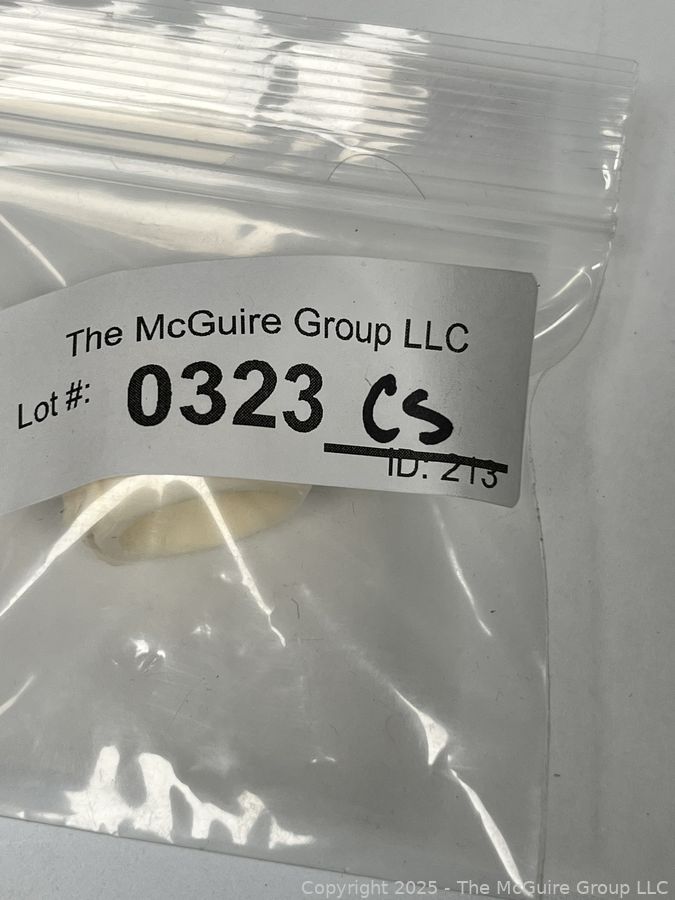 The McGuire Group LLC
Lot #: 0323 CS
ID: 213
Copyright 2025 - The McGuire Group LLC